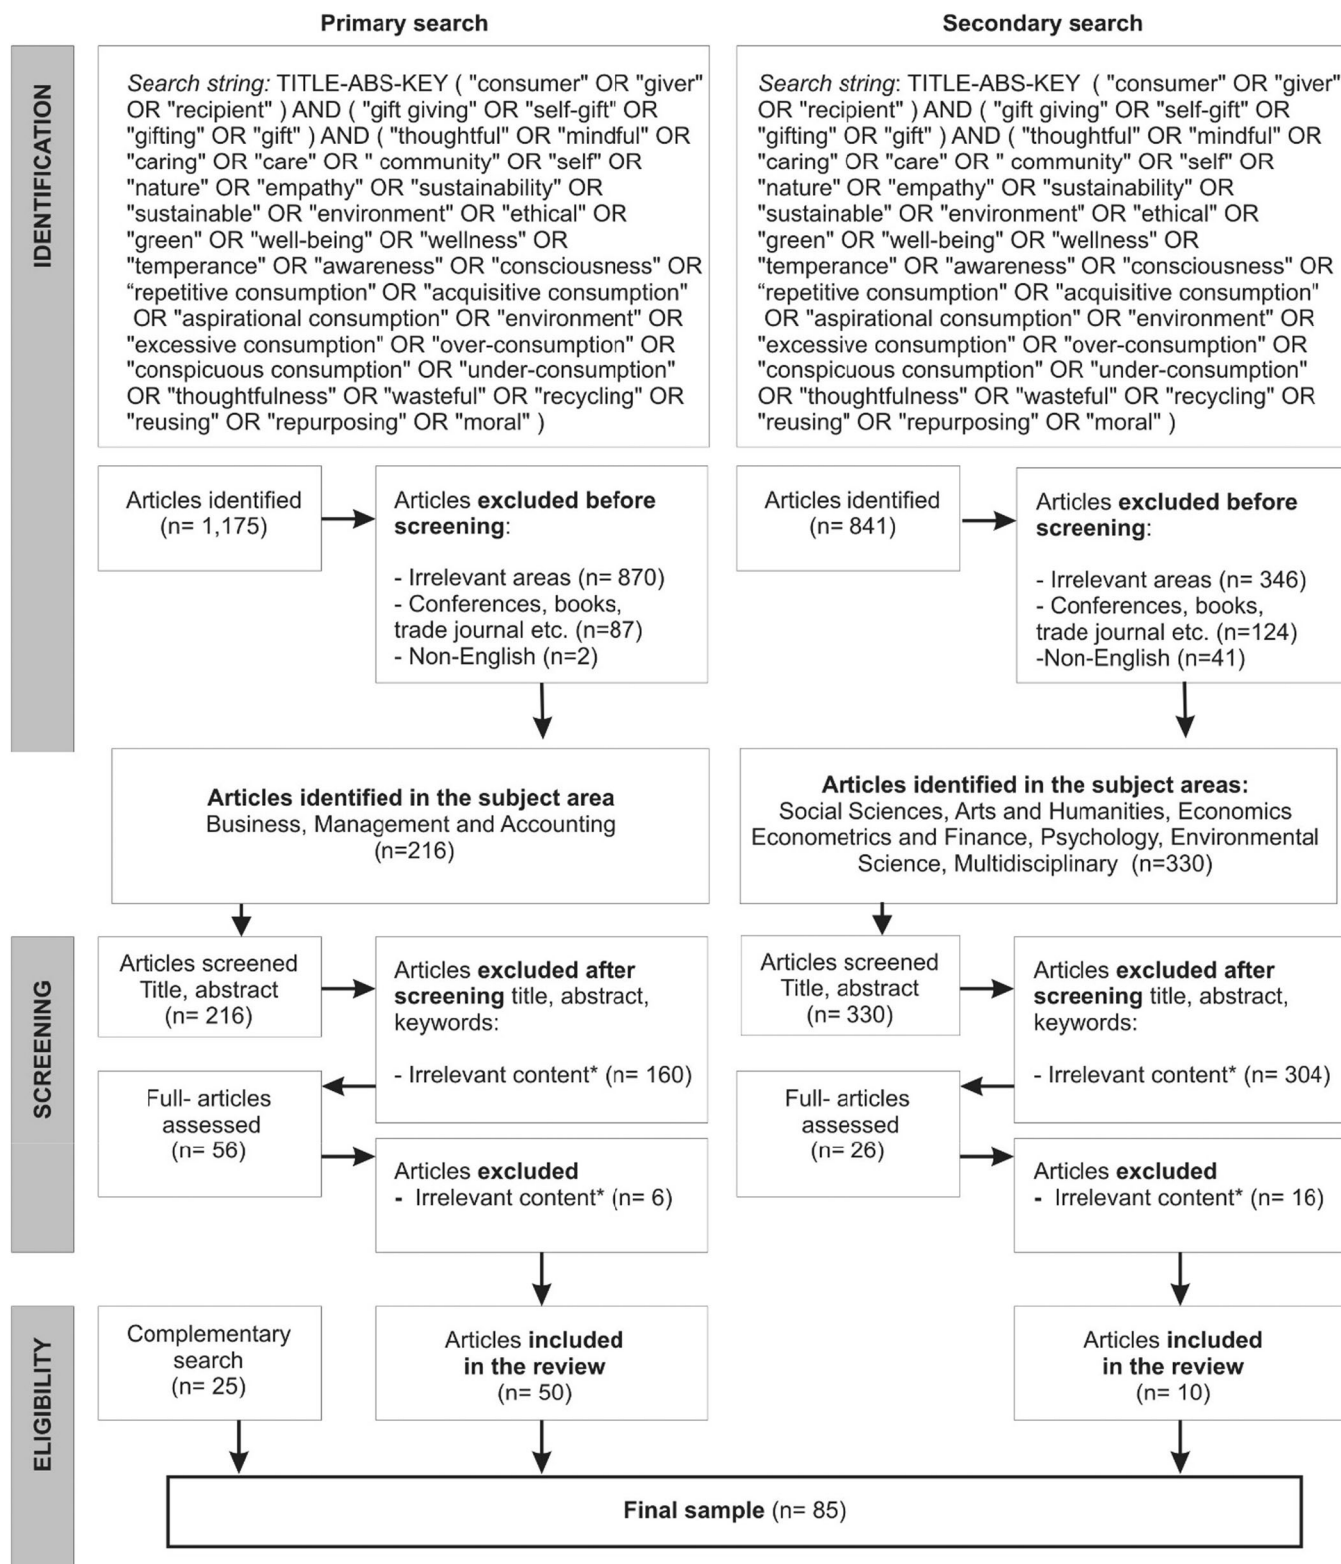 Primary search
Secondary search
IDENTIFICATION
Search string: TITLE-ABS-KEY ( "consumer" OR "giver"
OR "recipient" ) AND ( "gift giving" OR "self-gift" OR
"gifting" OR "gift" ) AND ( "thoughtful" OR "mindful" OR
"caring" OR "care" OR " community" OR "self" OR
"nature" OR "empathy" OR "sustainability" OR
"sustainable" OR "environment" OR "ethical" OR
"green" OR "well-being" OR "wellness" OR
"temperance" OR "awareness" OR "consciousness" OR
“repetitive consumption" OR "acquisitive consumption"
OR "aspirational consumption" OR "environment" OR
"excessive consumption" OR "over-consumption" OR
"conspicuous consumption" OR "under-consumption"
OR "thoughtfulness" OR "wasteful" OR "recycling" OR
"reusing" OR "repurposing" OR "moral" )
Search string: TITLE-ABS-KEY ( "consumer" OR "giver"
OR "recipient" ) AND ( "gift giving" OR "self-gift" OR
"gifting" OR "gift" ) AND ( "thoughtful" OR "mindful" OR
"caring" OR "care" OR " community" OR "self" OR
"nature" OR "empathy" OR "sustainability" OR
"sustainable" OR "environment" OR "ethical" OR
"green" OR "well-being" OR "wellness" OR
"temperance" OR "awareness" OR "consciousness" OR
“repetitive consumption" OR "acquisitive consumption"
OR "aspirational consumption" OR "environment" OR
"excessive consumption" OR "over-consumption" OR
"conspicuous consumption" OR "under-consumption"
OR "thoughtfulness" OR "wasteful" OR "recycling" OR
"reusing" OR "repurposing" OR "moral" )
Articles identified
(n= 1,175)
Articles excluded before
screening:
- Irrelevant areas (n= 870)
- Conferences, books,
trade journal etc. (n=87)
- Non-English (n=2)
Articles identified
(n= 841)
Articles excluded before
screening:
- Irrelevant areas (n= 346)
- Conferences, books,
trade journal etc. (n=124)
-Non-English (n=41)
Articles identified in the subject area
Business, Management and Accounting
(n=216)
Articles identified in the subject areas:
Social Sciences, Arts and Humanities, Economics
Econometrics and Finance, Psychology, Environmental
Science, Multidisciplinary (n=330)
SCREENING
Articles screened
Title, abstract
(n= 216)
Articles excluded after
screening title, abstract,
keywords:
- Irrelevant content* (n= 160)
Full- articles
assessed
(n= 56)
Articles excluded
- Irrelevant content* (n= 6)
Articles screened
Title, abstract
(n= 330)
Articles excluded after
screening title, abstract,
keywords:
- Irrelevant content* (n= 304)
Full- articles
assessed
(n= 26)
Articles excluded
- Irrelevant content* (n= 16)
ELIGIBILITY
Complementary
search
(n= 25)
Articles included
in the review
(n= 50)
Articles included
in the review
(n= 10)
Final sample (n= 85)